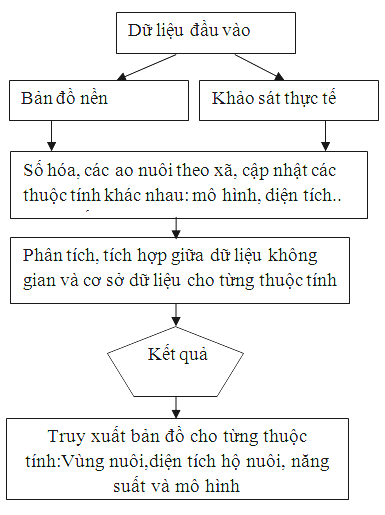 Dữ liệu đầu vào
Bản đồ nền
Khảo sát thực tế
Số hóa, các ao nuôi theo xã, cập nhật các
thuộc tính khác nhau: mô hình, diện tích..
Phân tích, tích hợp giữa dữ liệu không
gian và cơ sở dữ liệu cho từng thuộc tính
Kết quả
Truy xuất bản đồ cho từng thuộc
tính:Vùng nuôi,diện tích hộ nuôi, năng
suất và mô hình